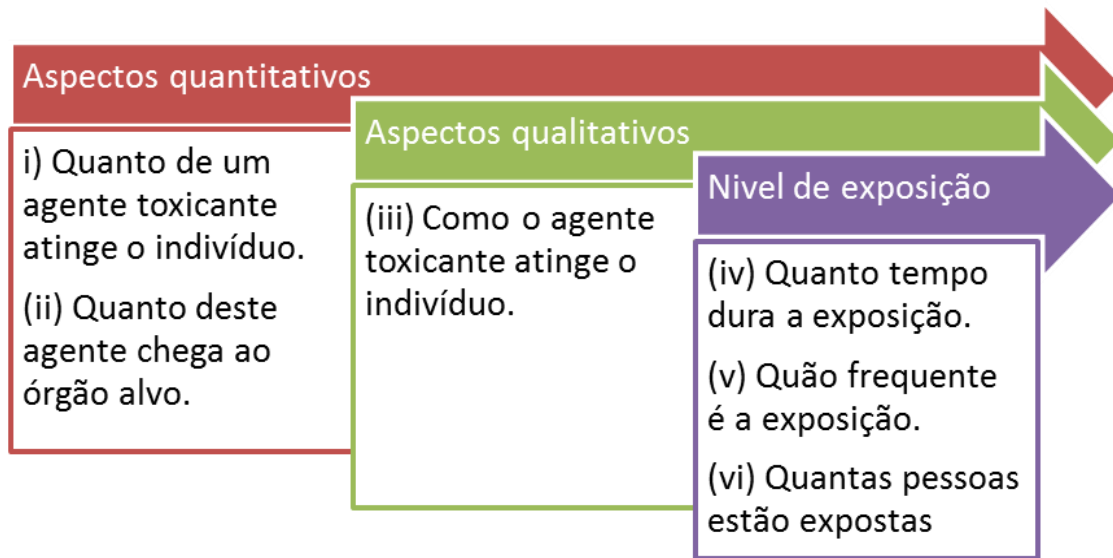 Aspectos quantitativos
i) Quanto de um
agente toxicante
atinge o indivíduo.
(ii) Quanto deste
agente chega ao
órgão alvo.
Aspectos qualitativos
(iii) Como o agente
toxicante atinge o
indivíduo.
Nivel de exposição
(iv) Quanto tempo
dura a exposição.
(v) Quão frequente
é a exposição.
(vi) Quantas pessoas
estão expostas